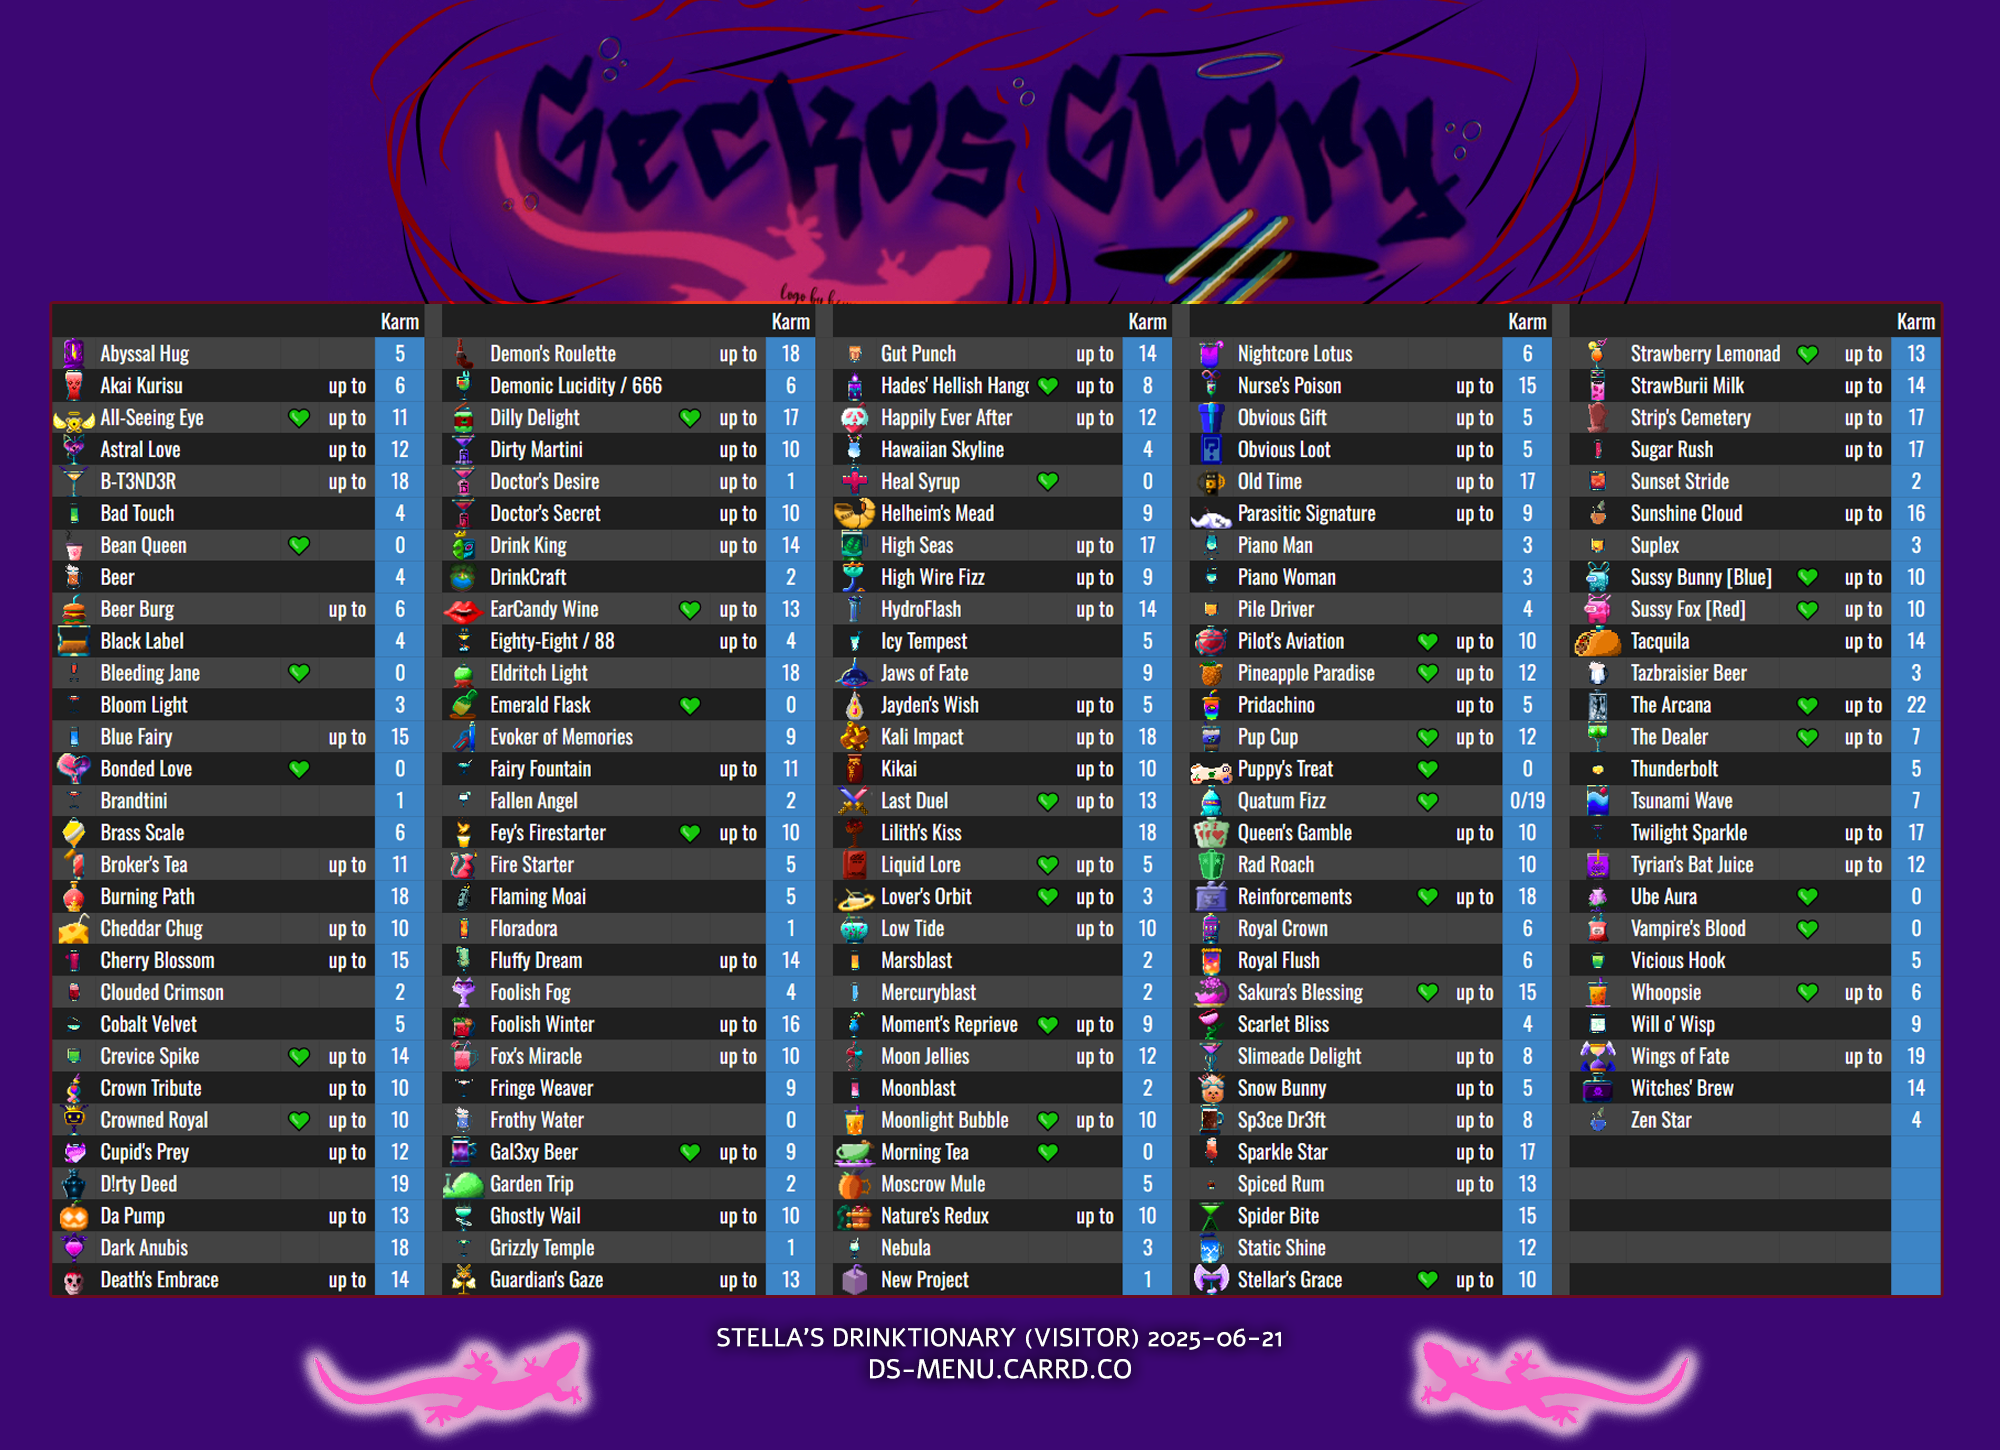 Geckos Glory
logo by
Karm
Abyssal Hug 5
Akai Kurisu up to 6
All-Seeing Eye up to 11
Astral Love up to 12
B-T3ND3R up to 18
Bad Touch 4
Bean Queen 0
Beer 4
Beer Burg up to 6
Black Label 4
Bleeding Jane 0
Bloom Light 3
Blue Fairy up to 15
Bonded Love 0
Brandtini 1
Brass Scale 6
Broker's Tea up to 11
Burning Path 18
Cheddar Chug up to 10
Cherry Blossom up to 15
Clouded Crimson 2
Cobalt Velvet 5
Crevice Spike up to 14
Crown Tribute up to 10
Crowned Royal up to 10
Cupid's Prey up to 12
D!rty Deed 19
Da Pump up to 13
Dark Anubis 18
Death's Embrace up to 14
Karm
Demon's Roulette up to 18
Demonic Lucidity / 666 6
Dilly Delight up to 17
Dirty Martini up to 10
Doctor's Desire up to 1
Doctor's Secret up to 10
Drink King up to 14
DrinkCraft 2
EarCandy Wine up to 13
Eighty-Eight / 88 up to 4
Eldritch Light 18
Emerald Flask 0
Evoker of Memories 9
Fairy Fountain up to 11
Fallen Angel 2
Fey's Firestarter up to 10
Fire Starter 5
Flaming Moai 5
Floradora 1
Fluffy Dream up to 14
Foolish Fog 4
Foolish Winter up to 16
Fox's Miracle up to 10
Fringe Weaver 9
Frothy Water 0
Gal3xy Beer up to 9
Garden Trip 2
Ghostly Wail up to 10
Grizzly Temple 1
Guardian's Gaze up to 13
Karm
Gut Punch up to 14
Hades' Hellish Hango up to 8
Happily Ever After up to 12
Hawaiian Skyline 4
Heal Syrup 0
Helheim's Mead 9
High Seas up to 17
High Wire Fizz up to 9
HydroFlash up to 14
Icy Tempest 5
Jaws of Fate 9
Jayden's Wish up to 5
Kali Impact up to 18
Kikai up to 10
Last Duel up to 13
Lilith's Kiss 18
Liquid Lore up to 5
Lover's Orbit up to 3
Low Tide up to 10
Marsblast 2
Mercuryblast 2
Moment's Reprieve up to 9
Moon Jellies up to 12
Moonblast 2
Moonlight Bubble up to 10
Morning Tea 0
Moscrow Mule 5
Nature's Redux up to 10
Nebula 3
New Project 1
Karm
Nightcore Lotus 6
Nurse's Poison up to 15
Obvious Gift up to 5
Obvious Loot up to 5
Old Time up to 17
Parasitic Signature up to 9
Piano Man 3
Piano Woman 3
Pile Driver 4
Pilot's Aviation up to 10
Pineapple Paradise up to 12
Pridachino up to 5
Pup Cup up to 12
Puppy's Treat 0
Quatum Fizz 0/19
Queen's Gamble up to 10
Rad Roach 10
Reinforcements up to 18
Royal Crown 6
Royal Flush 6
Sakura's Blessing up to 15
Scarlet Bliss 4
Slimeade Delight up to 8
Snow Bunny up to 5
Sp3ce Dr3ft up to 8
Sparkle Star up to 17
Spiced Rum up to 13
Spider Bite 15
Static Shine 12
Stellar's Grace up to 10
Karm
Strawberry Lemonad up to 13
StrawBurii Milk up to 14
Strip's Cemetery up to 17
Sugar Rush up to 17
Sunset Stride 2
Sunshine Cloud up to 16
Suplex 3
Sussy Bunny [Blue] up to 10
Sussy Fox [Red] up to 10
Tacquila up to 14
Tazbraisier Beer 3
The Arcana up to 22
The Dealer up to 7
Thunderbolt 5
Tsunami Wave 7
Twilight Sparkle up to 17
Tyrian's Bat Juice up to 12
Ube Aura 0
Vampire's Blood 0
Vicious Hook 5
Whoopsie up to 6
Will o' Wisp 9
Wings of Fate up to 19
Witches' Brew 14
Zen Star 4
STELLA'S DRINKTIONARY (VISITOR) 2025-06-21
DS-MENU.CARRD.CO